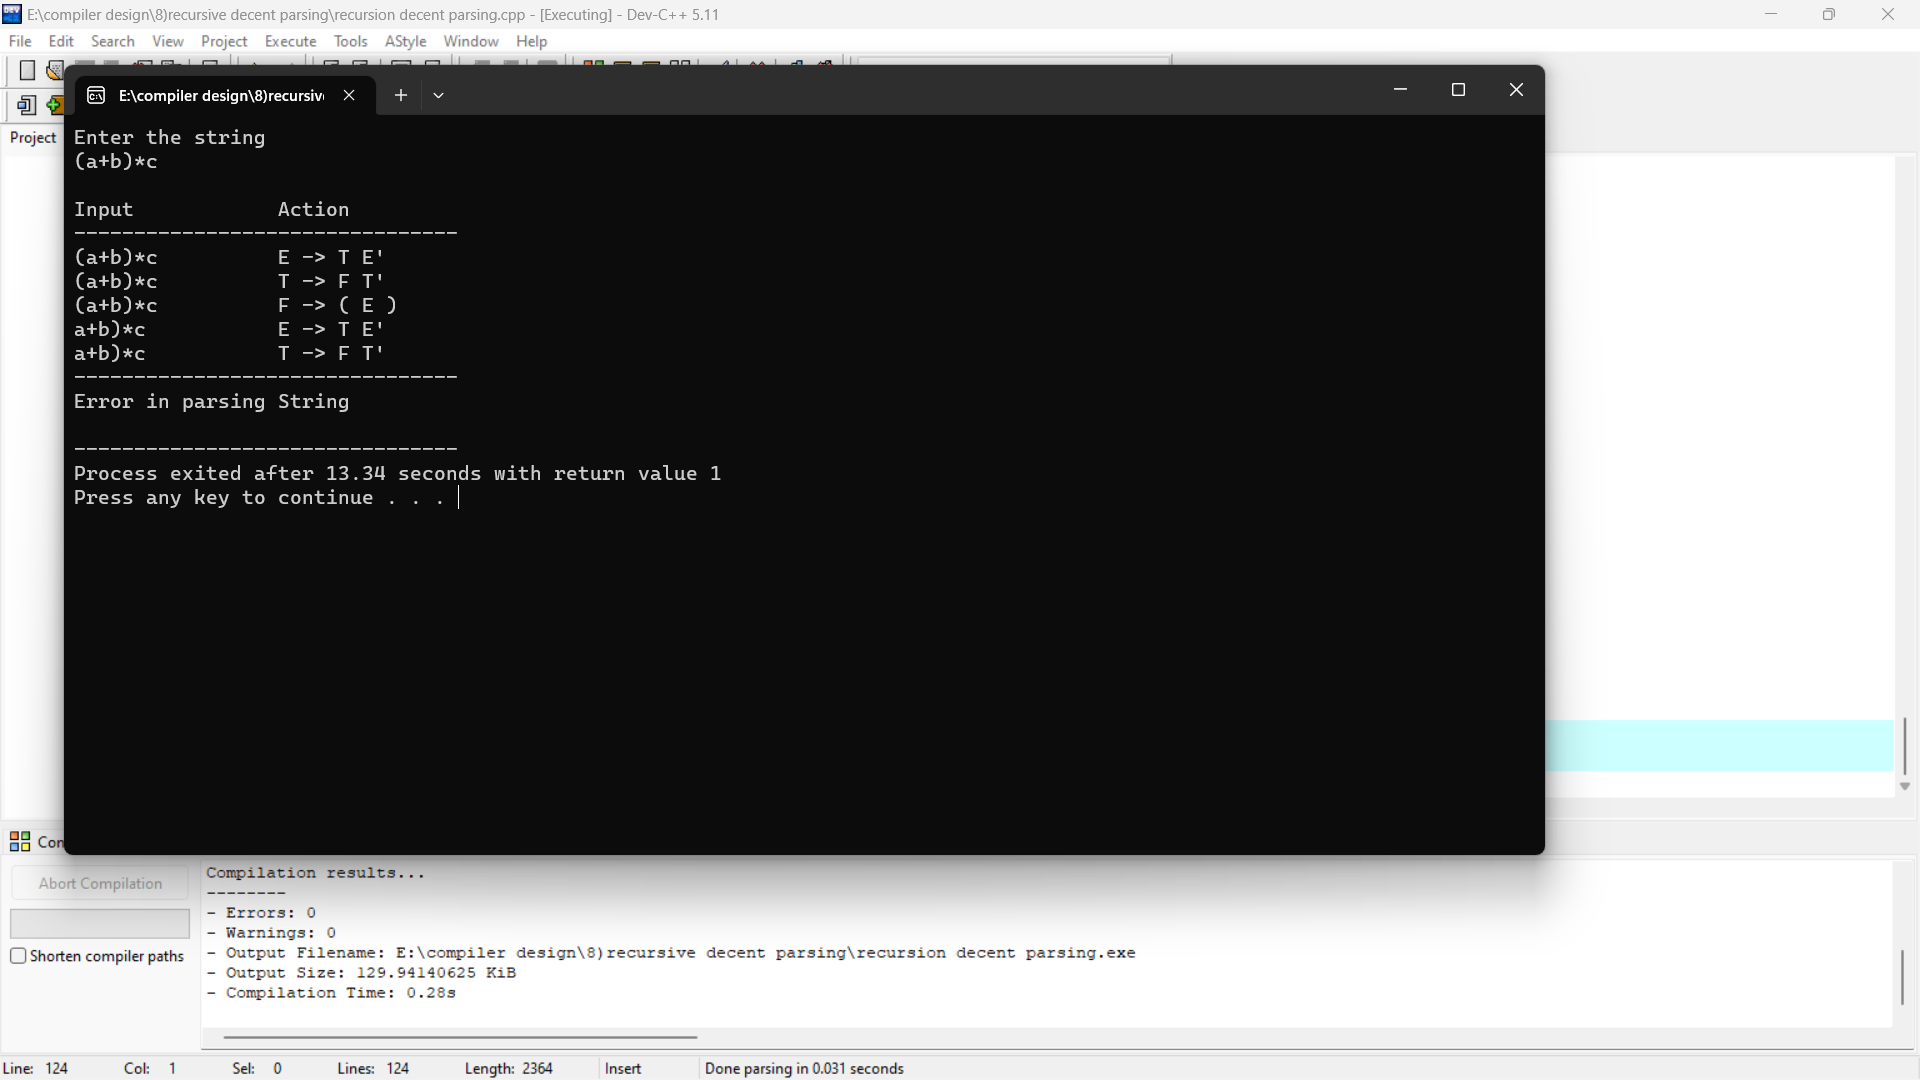 E:\compiler design\8)recursive decent parsing\recursion decent parsing.cpp - [Executing] - Dev-C++ 5.11
File Edit Search View Project Execute Tools AStyle Window Help
E:\compiler design\8)recursiv
Project
Enter the string
(a+b)*c
Input Action
--------------------------------
(a+b)*c E -> T E'
(a+b)*c T -> F T'
(a+b)*c F -> ( E )
a+b)*c E -> T E'
a+b)*c T -> F T'
--------------------------------
Error in parsing String
--------------------------------
Process exited after 13.34 seconds with return value 1
Press any key to continue . . .
Abort Compilation
Shorten compiler paths
Compilation results...
--------
- Errors: 0
- Warnings: 0
- Output Filename: E:\compiler design\8)recursive decent parsing\recursion decent parsing.exe
- Output Size: 129.94140625 KiB
- Compilation Time: 0.28s
Line: 124 Col: 1 Sel: 0 Lines: 124 Length: 2364 Insert Done parsing in 0.031 seconds